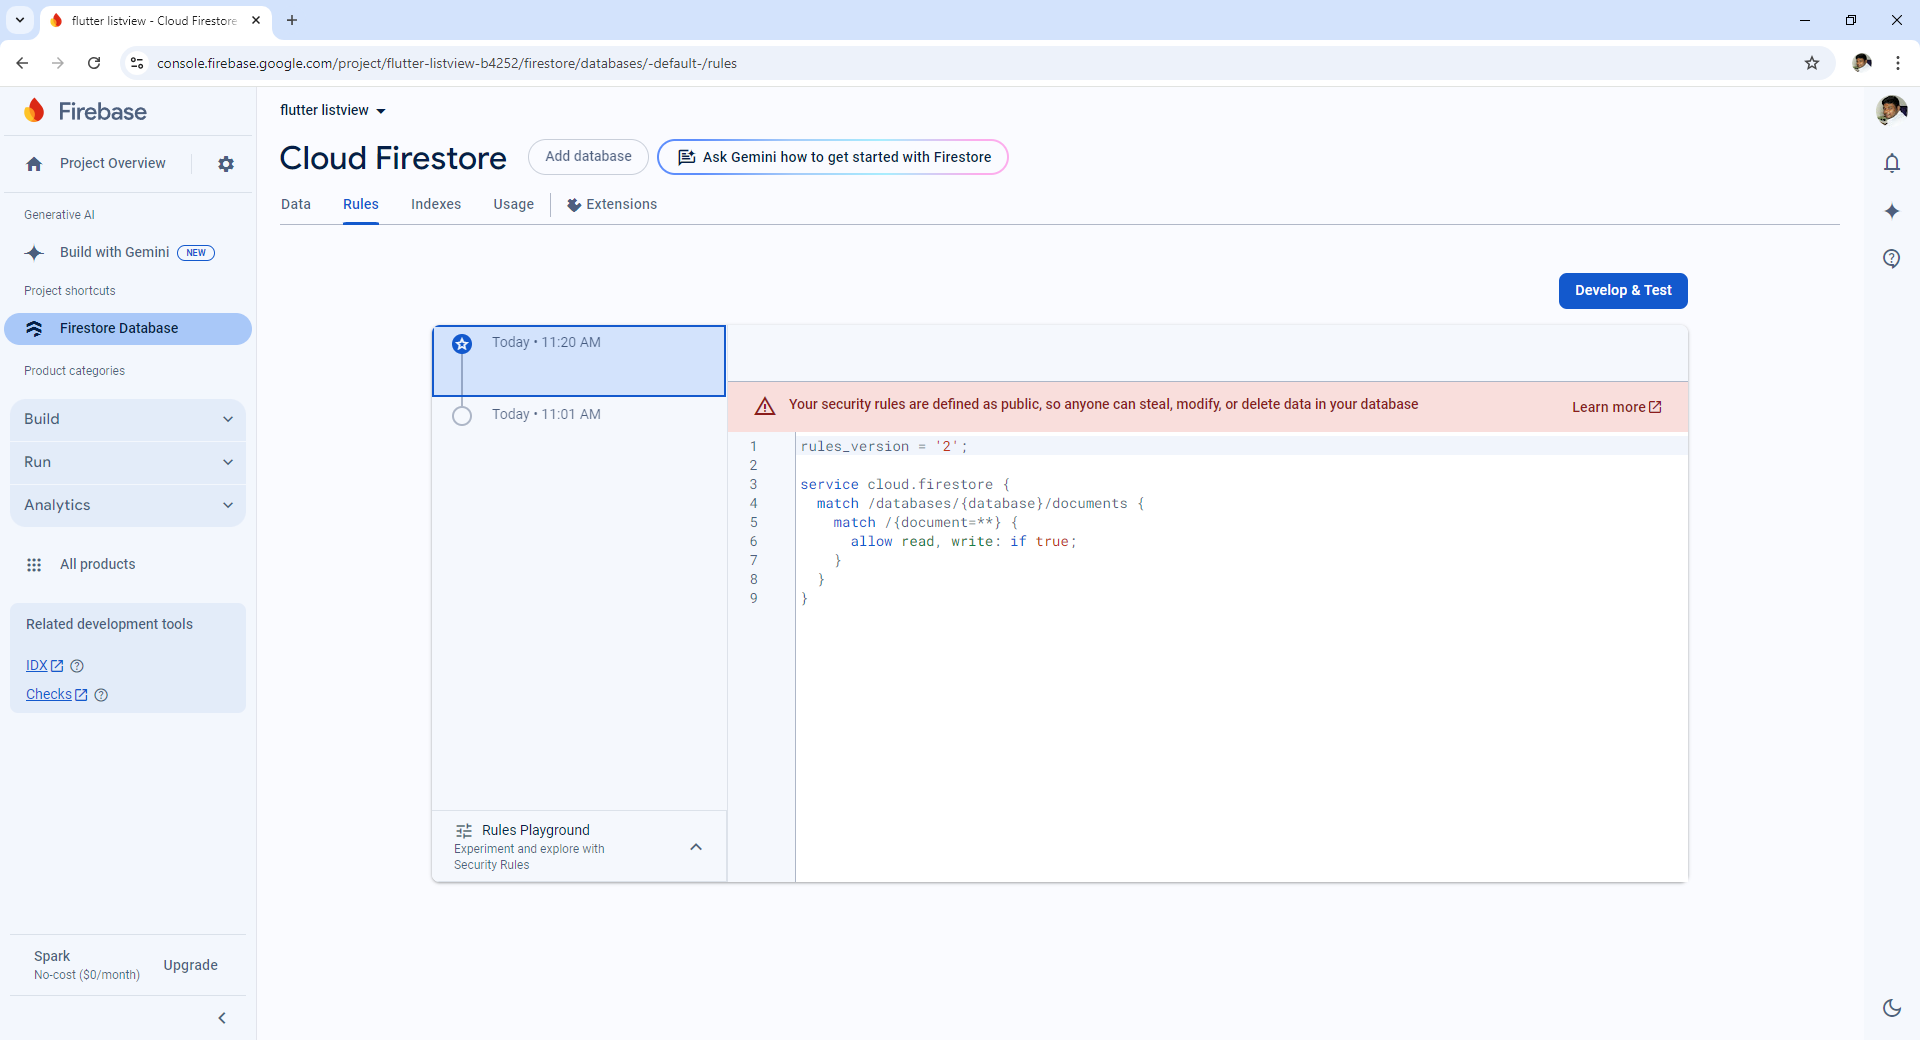 flutter listview - Cloud Firestore
console.firebase.google.com/project/flutter-listview-b4252/firestore/databases/-default-/rules
Firebase
Project Overview
Generative AI
Build with Gemini NEW
Project shortcuts
Firestore Database
Product categories
Build
Run
Analytics
All products
Related development tools
IDX
Checks
Spark
No-cost ($0/month)
Upgrade
flutter listview
Cloud Firestore
Add database
Ask Gemini how to get started with Firestore
Data
Rules
Indexes
Usage
Extensions
Develop & Test
Today • 11:20 AM
Today • 11:01 AM
Rules Playground
Experiment and explore with
Security Rules
Your security rules are defined as public, so anyone can steal, modify, or delete data in your database
Learn more
1 rules_version = '2';
2
3 service cloud.firestore {
4   match /databases/{database}/documents {
5     match /{document=**} {
6       allow read, write: if true;
7     }
8   }
9 }